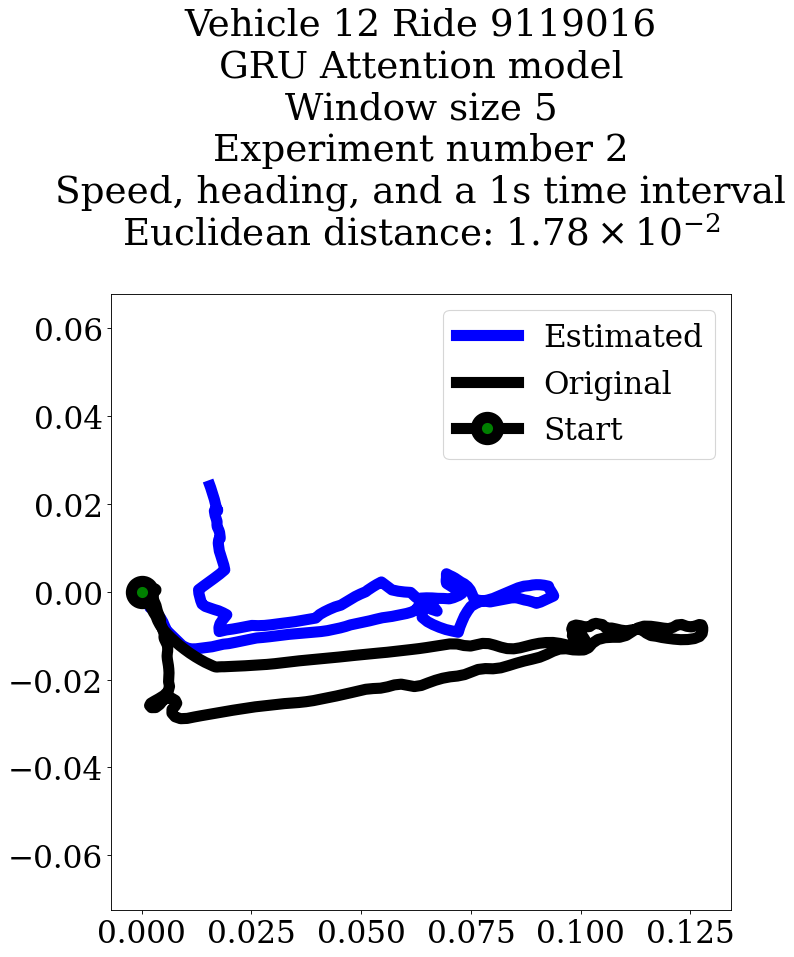 Vehicle 12 Ride 9119016
GRU Attention model
Window size 5
Experiment number 2
Speed, heading, and a 1s time interval
Euclidean distance: 1.78 × 10⁻²
Estimated
Original
Start
0.06
0.04
0.02
0.00
−0.02
−0.04
−0.06
0.000 0.025 0.050 0.075 0.100 0.125